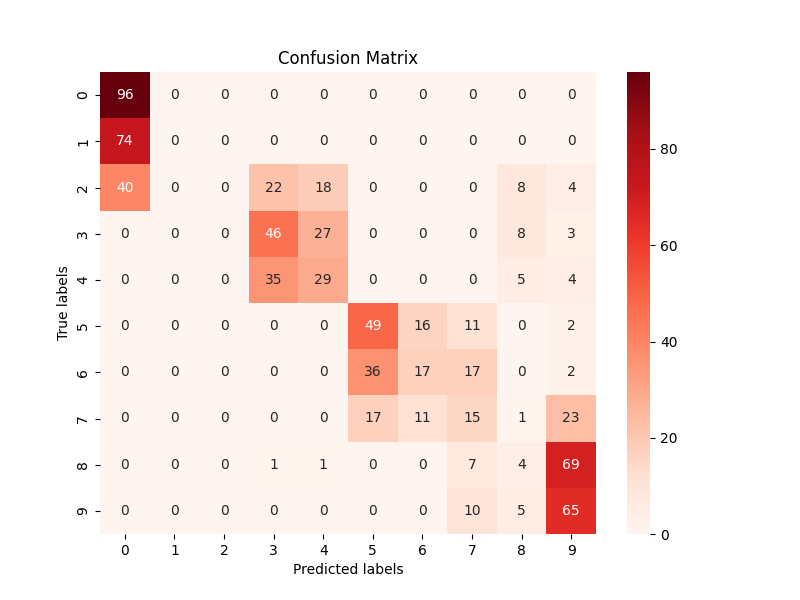 Confusion Matrix
0 96 0 0 0 0 0 0 0 0 0
1 74 0 0 0 0 0 0 0 0 0
2 40 0 0 22 18 0 0 0 8 4
3 0 0 0 46 27 0 0 0 8 3
4 0 0 0 35 29 0 0 0 5 4
5 0 0 0 0 0 49 16 11 0 2
6 0 0 0 0 0 36 17 17 0 2
7 0 0 0 0 0 17 11 15 1 23
8 0 0 0 1 1 0 0 7 4 69
9 0 0 0 0 0 0 0 10 5 65
0 1 2 3 4 5 6 7 8 9
Predicted labels
True labels
80
60
40
20
0